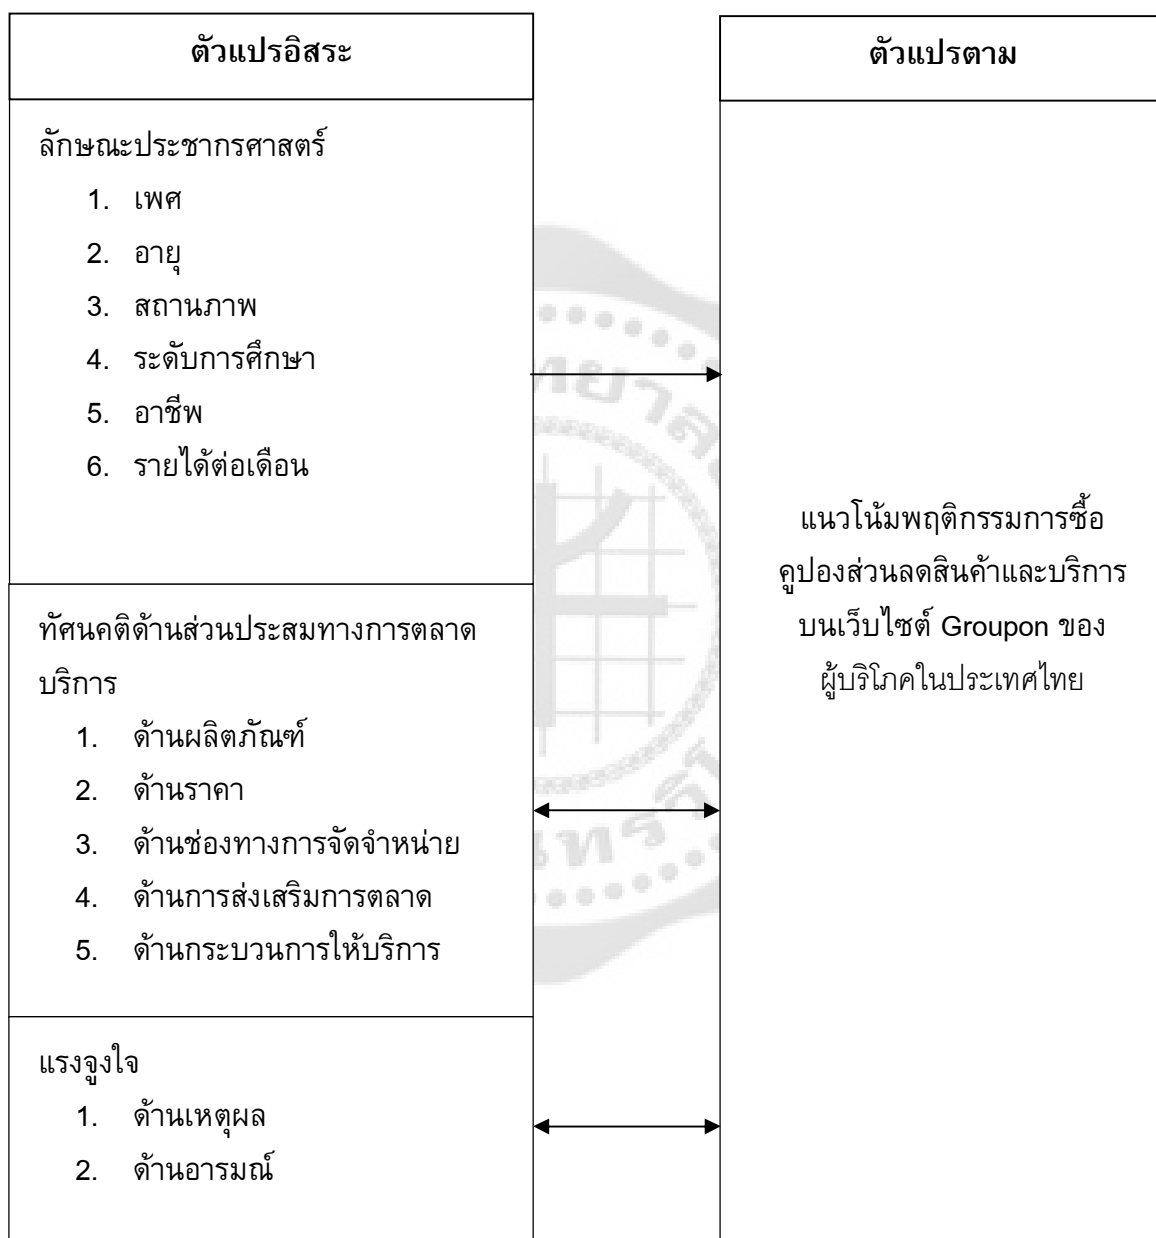 ตัวแปรอิสระ
ลักษณะประชากรศาสตร์
1. เพศ
2. อายุ
3. สถานภาพ
4. ระดับการศึกษา
5. อาชีพ
6. รายได้ต่อเดือน
ทัศนคติด้านส่วนประสมทางการตลาด
บริการ
1. ด้านผลิตภัณฑ์
2. ด้านราคา
3. ด้านช่องทางการจัดจำหน่าย
4. ด้านการส่งเสริมการตลาด
5. ด้านกระบวนการให้บริการ
แรงจูงใจ
1. ด้านเหตุผล
2. ด้านอารมณ์
ตัวแปรตาม
แนวโน้มพฤติกรรมการซื้อ
คูปองส่วนลดสินค้าและบริการ
บนเว็บไซต์ Groupon ของ
ผู้บริโภคในประเทศไทย